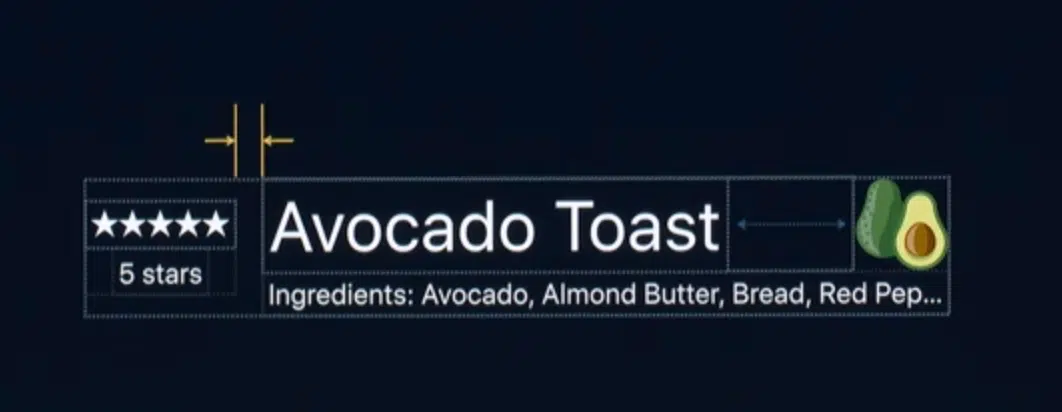 ★★★★★
5 stars
Avocado Toast
Ingredients: Avocado, Almond Butter, Bread, Red Pep...